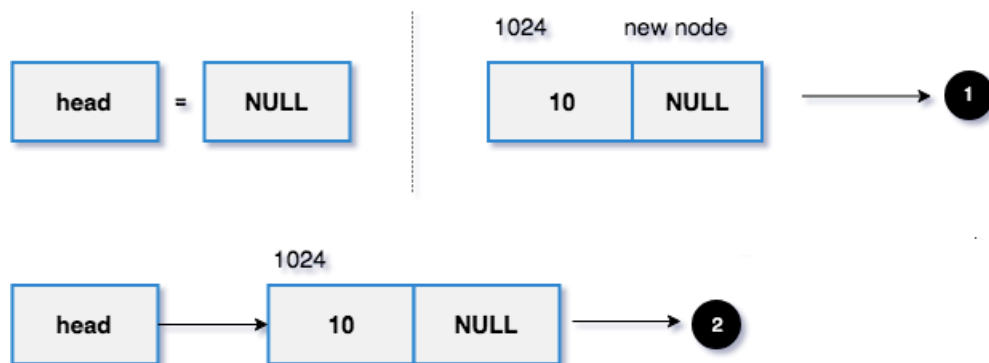 1024 new node
head = NULL 10 NULL 1
1024
head 10 NULL 2